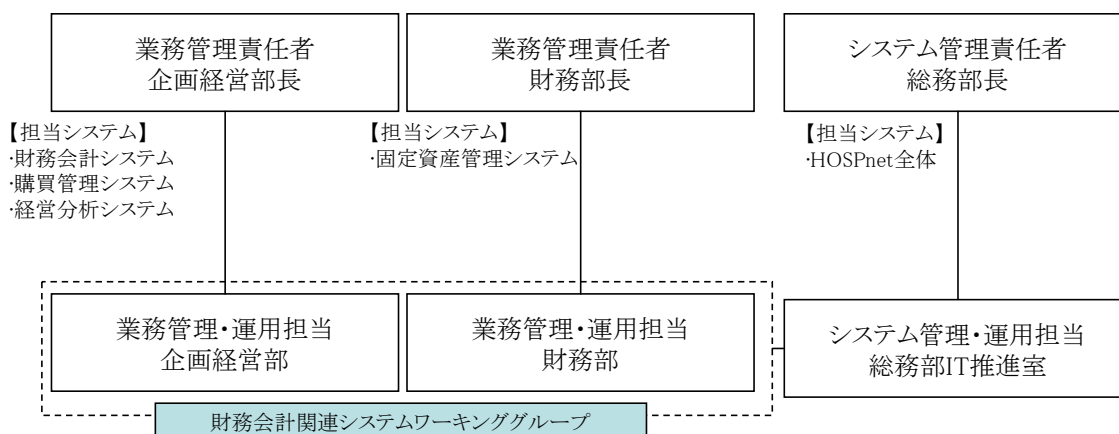 業務管理責任者
企画経営部長
業務管理責任者
財務部長
システム管理責任者
総務部長
【担当システム】
・財務会計システム
・購買管理システム
・経営分析システム
【担当システム】
・固定資産管理システム
【担当システム】
・HOSPnet全体
業務管理・運用担当
企画経営部
業務管理・運用担当
財務部
システム管理・運用担当
総務部IT推進室
財務会計関連システムワーキンググループ